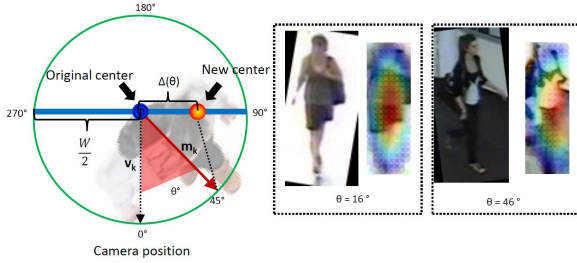 180°
Original center
Δ(θ)
New center
270°
90°
W
2
v_k
m_k
θ°
45°
0°
Camera position
θ = 16 °
θ = 46 °